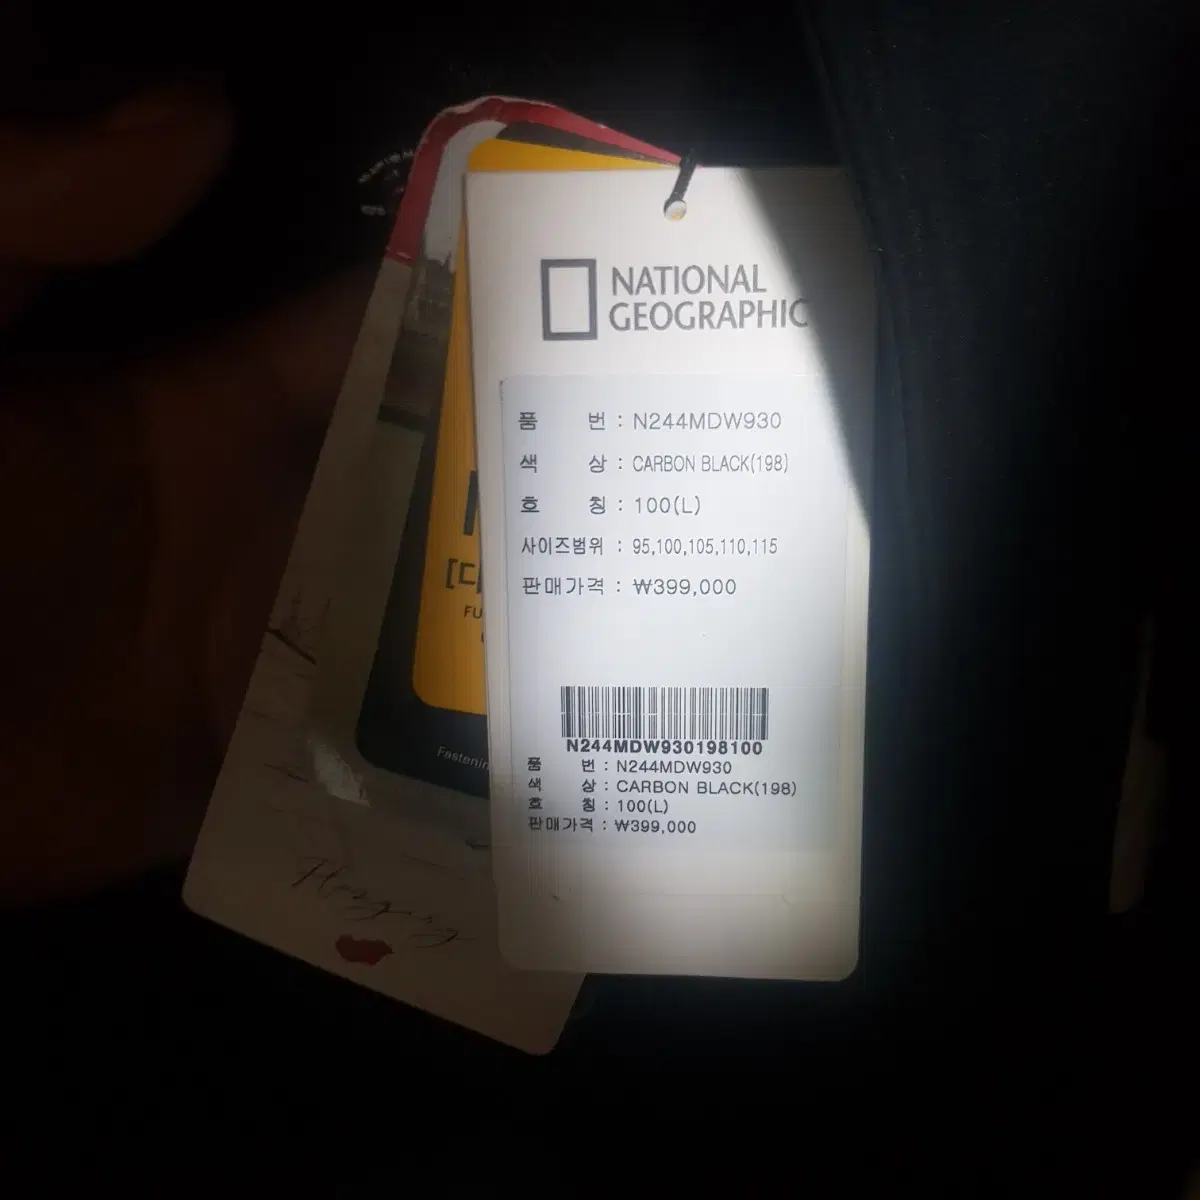 NATIONAL
GEOGRAPHIC
품 번 : N244MDW930
색 상 : CARBON BLACK(198)
호 칭 : 100(L)
사이즈범위 : 95,100,105,110,115
판매가격 : ₩399,000
N244MDW930198100
품 번 : N244MDW930
색 상 : CARBON BLACK(198)
호 칭 : 100(L)
판매가격 : ₩399,000